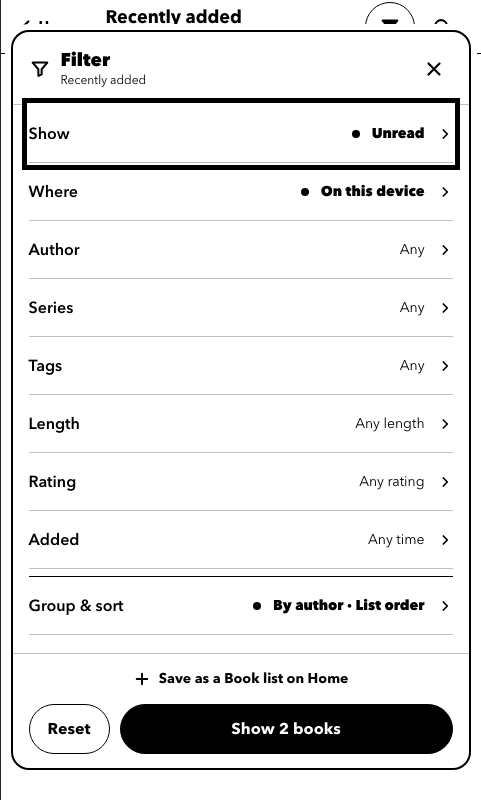 Recently added
Filter
Recently added
Show
Unread
Where
On this device
Author
Any
Series
Any
Tags
Any
Length
Any length
Rating
Any rating
Added
Any time
Group & sort
By author · List order
Save as a Book list on Home
Reset
Show 2 books